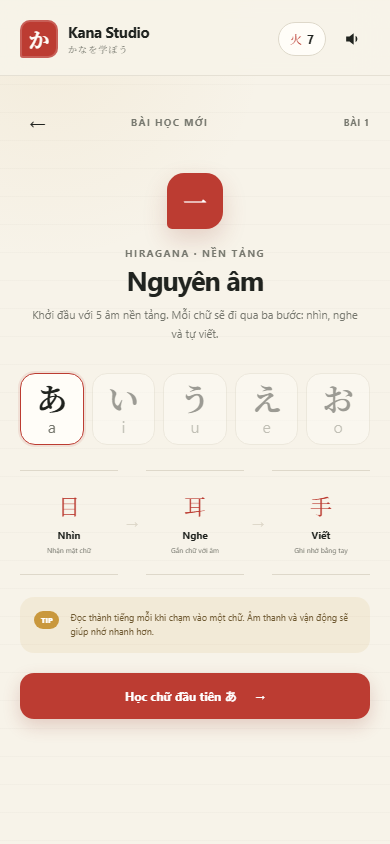 か
Kana Studio
かなを学ぼう
火 7
← BÀI HỌC MỚI BÀI 1
一
HIRAGANA • NỀN TẢNG
Nguyên âm
Khởi đầu với 5 âm nền tảng. Mỗi chữ sẽ đi qua ba bước: nhìn, nghe
và tự viết.
あ い う え お
a i u e o
目 → 耳 → 手
Nhìn Nghe Viết
Nhận mặt chữ Gắn chữ với âm Ghi nhớ bằng tay
TIP
Đọc thành tiếng mỗi khi chạm vào một chữ. Âm thanh và vận động sẽ
giúp nhớ nhanh hơn.
Học chữ đầu tiên あ →